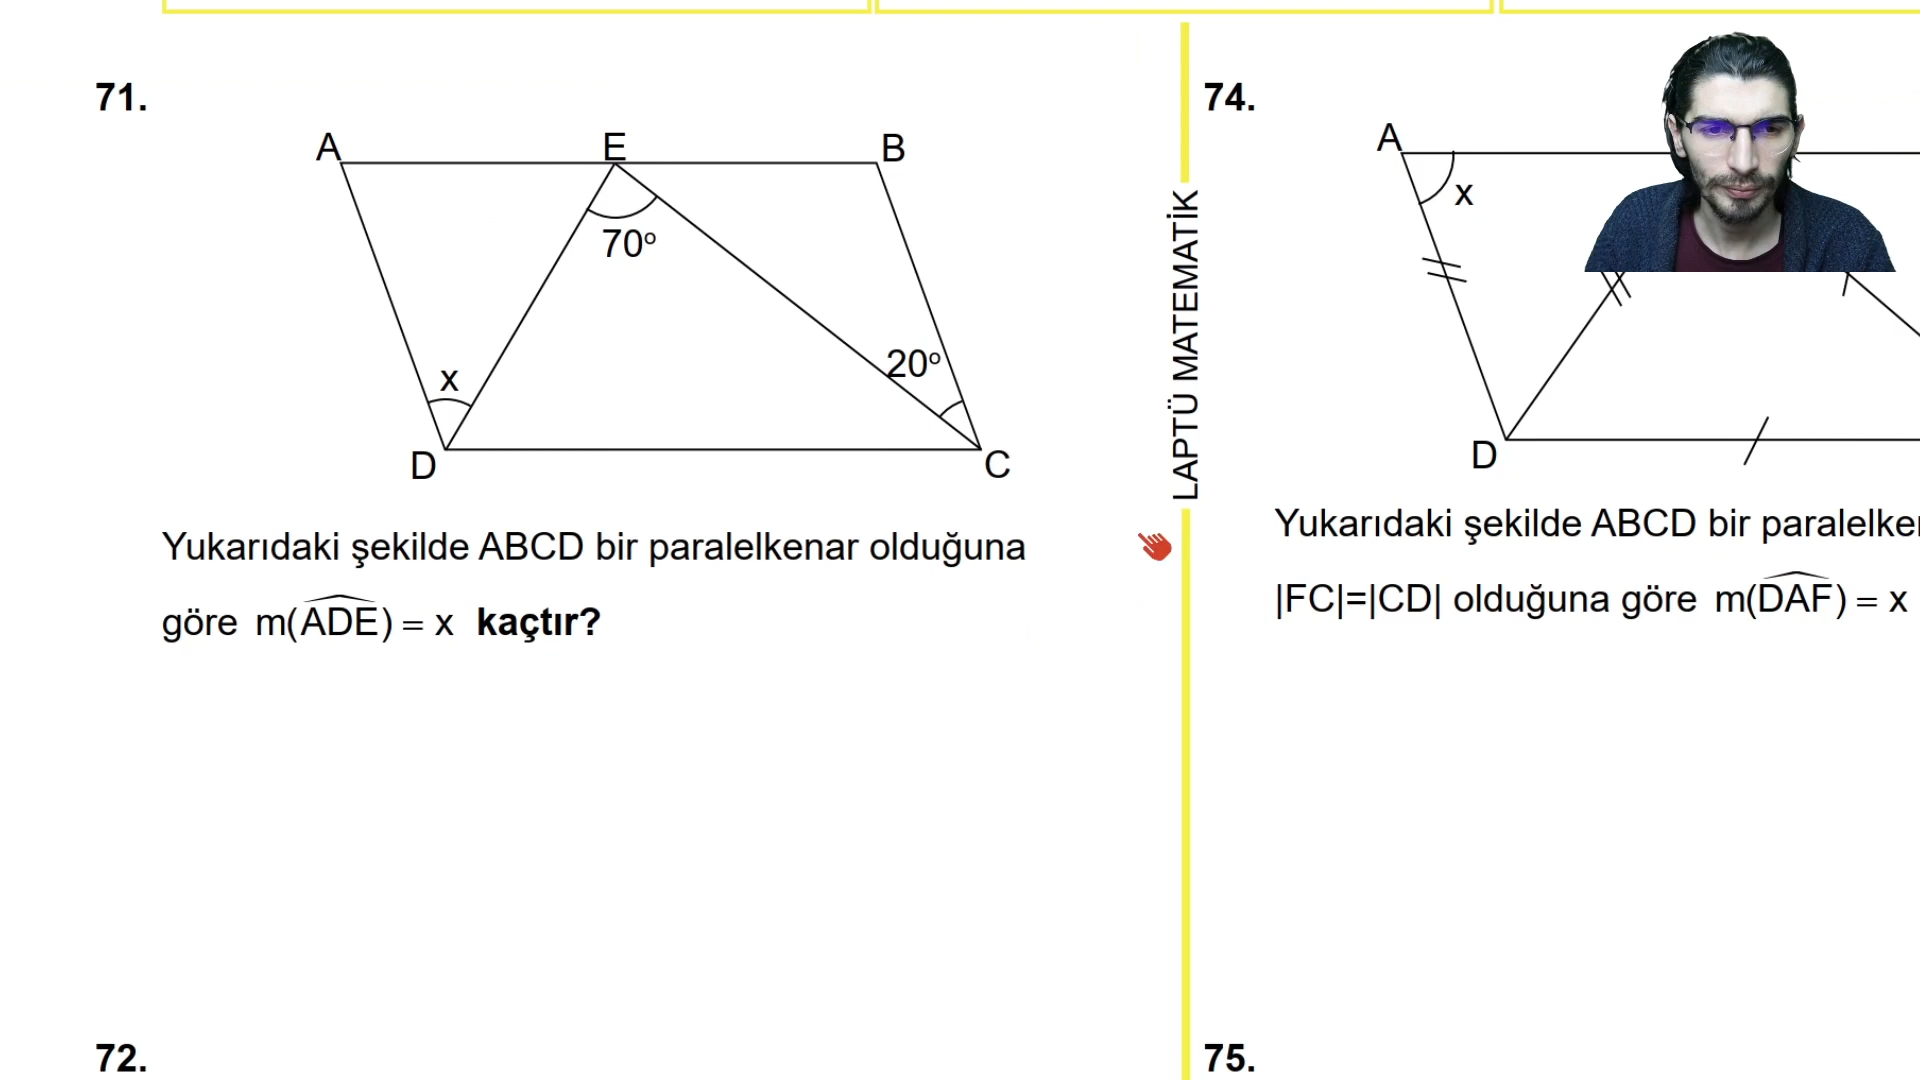 71.
A
E
B
70°
x
20°
D
C
Yukarıdaki şekilde ABCD bir paralelkenar olduğuna
göre m(ADE) = x kaçtır?
72.
LAPTÜ MATEMATİK
74.
A
x
D
Yukarıdaki şekilde ABCD bir
|FC|=|CD| olduğuna göre m(DAF) = x
75.